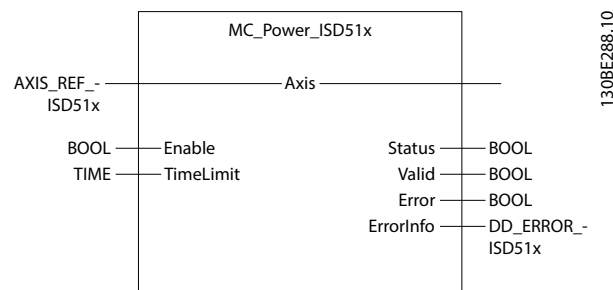 MC_Power_ISD51x
AXIS_REF_-
ISD51x
Axis
BOOL
Enable
Status
BOOL
TIME
TimeLimit
Valid
BOOL
Error
BOOL
ErrorInfo
DD_ERROR_-
ISD51x
130BE288.10